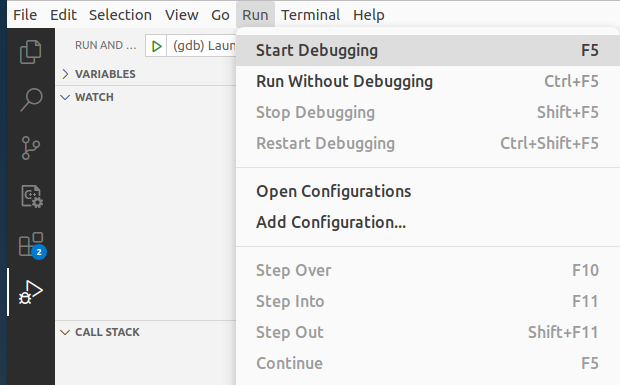 File Edit Selection View Go Run Terminal Help
RUN AND ... (gdb) Laun
VARIABLES
WATCH
2
CALL STACK
Start Debugging F5
Run Without Debugging Ctrl+F5
Stop Debugging Shift+F5
Restart Debugging Ctrl+Shift+F5
Open Configurations
Add Configuration...
Step Over F10
Step Into F11
Step Out Shift+F11
Continue F5